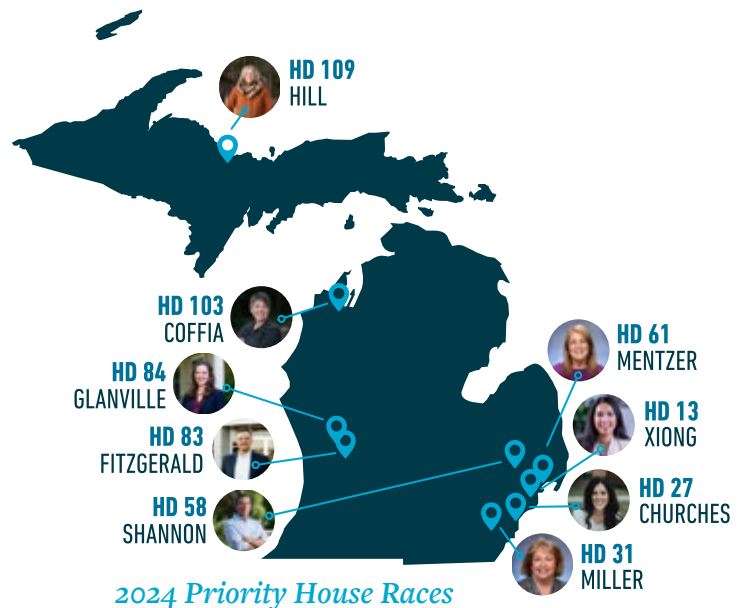 HD 109
HILL
HD 103
COFFIA
HD 61
MENTZER
HD 84
GLANVILLE
HD 13
XIONG
HD 83
FITZGERALD
HD 27
CHURCHES
HD 58
SHANNON
HD 31
MILLER
2024 Priority House Races